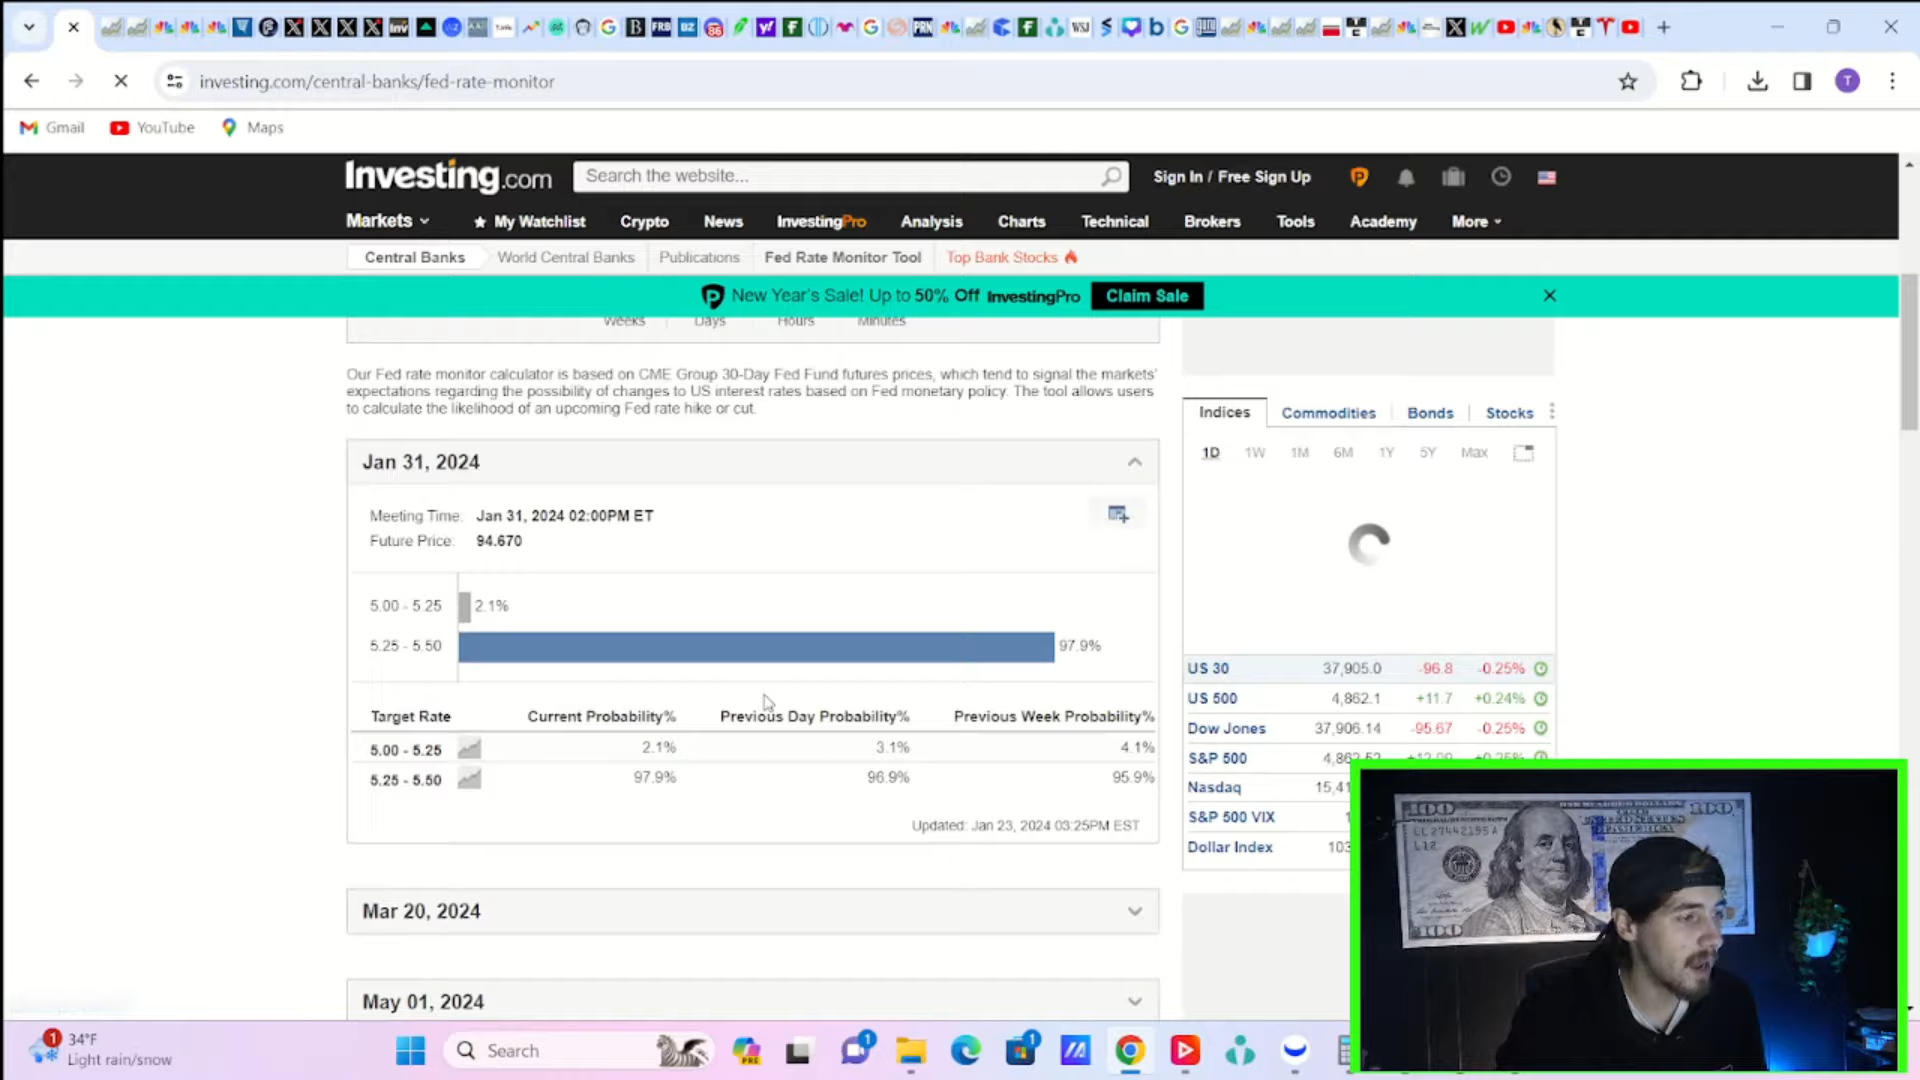 investing.com/central-banks/fed-rate-monitor
T
Gmail
YouTube
Maps
Investing.com
Search the website...
Sign In / Free Sign Up
Markets
My Watchlist
Crypto
News
InvestingPro
Analysis
Charts
Technical
Brokers
Tools
Academy
More
Central Banks
World Central Banks
Publications
Fed Rate Monitor Tool
Top Bank Stocks
New Year's Sale! Up to 50% Off InvestingPro
Claim Sale
Weeks Days Hours Minutes
Our Fed rate monitor calculator is based on CME Group 30-Day Fed Fund futures prices, which tend to signal the markets'
expectations regarding the possibility of changes to US interest rates based on Fed monetary policy. The tool allows users
to calculate the likelihood of an upcoming Fed rate hike or cut.
Jan 31, 2024
Meeting Time: Jan 31, 2024 02:00PM ET
Future Price: 94.670
5.00 - 5.25 2.1%
5.25 - 5.50 97.9%
Target Rate Current Probability% Previous Day Probability% Previous Week Probability%
5.00 - 5.25 2.1% 3.1% 4.1%
5.25 - 5.50 97.9% 96.9% 95.9%
Updated: Jan 23, 2024 03:25PM EST
Mar 20, 2024
May 01, 2024
Indices Commodities Bonds Stocks
1D 1W 1M 6M 1Y 5Y Max
US 30 37,905.0 -96.8 -0.25%
US 500 4,862.1 +11.7 +0.24%
Dow Jones 37,906.14 -95.67 -0.25%
S&P 500
Nasdaq 15,41
S&P 500 VIX 1
Dollar Index 103
100
100
100
1
34°F
Light rain/snow
Search
PRE
1
1